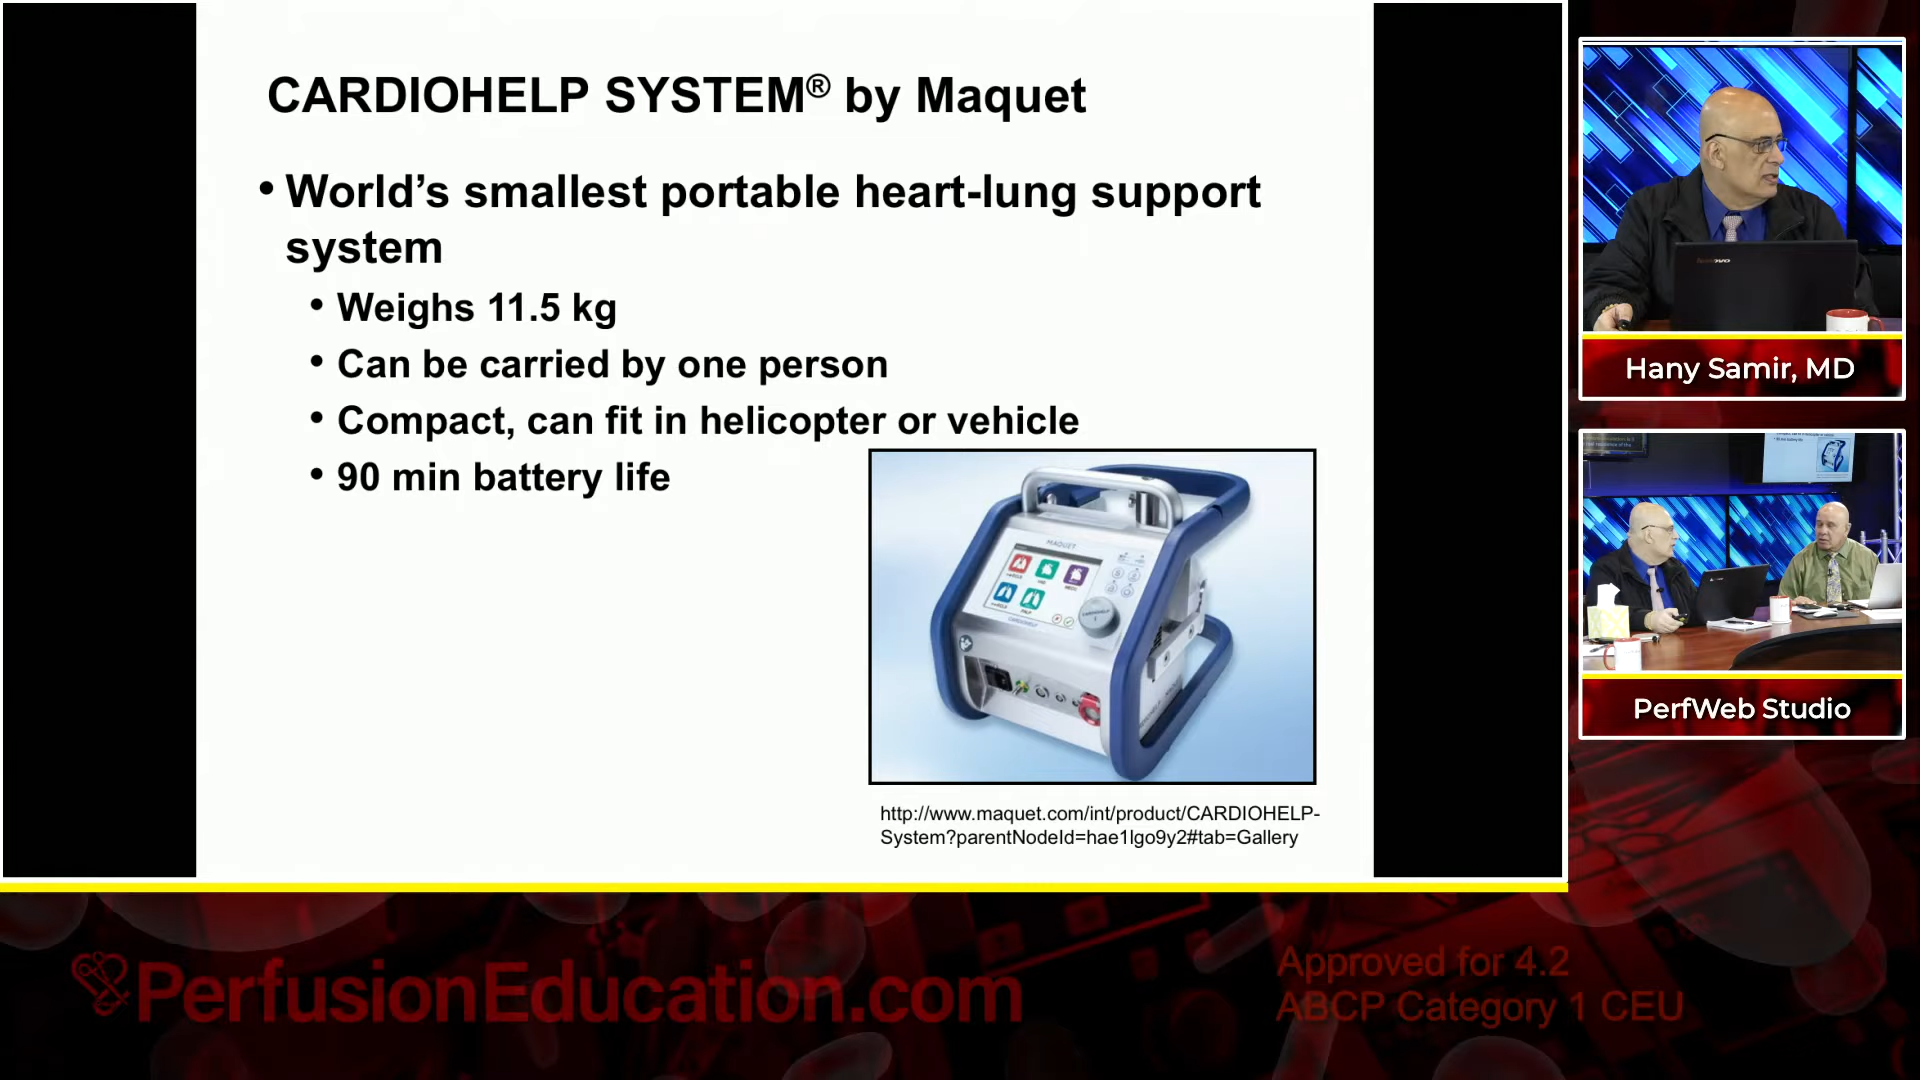 CARDIOHELP SYSTEM® by Maquet
• World’s smallest portable heart-lung support
system
• Weighs 11.5 kg
• Can be carried by one person
• Compact, can fit in helicopter or vehicle
• 90 min battery life
MAQUET
CARDIOHELP
http://www.maquet.com/int/product/CARDIOHELP-
System?parentNodeId=hae1lgo9y2#tab=Gallery
lenovo
Hany Samir, MD
PerfWeb Studio
PerfusionEducation.com
Approved for 4.2
ABCP Category 1 CEU